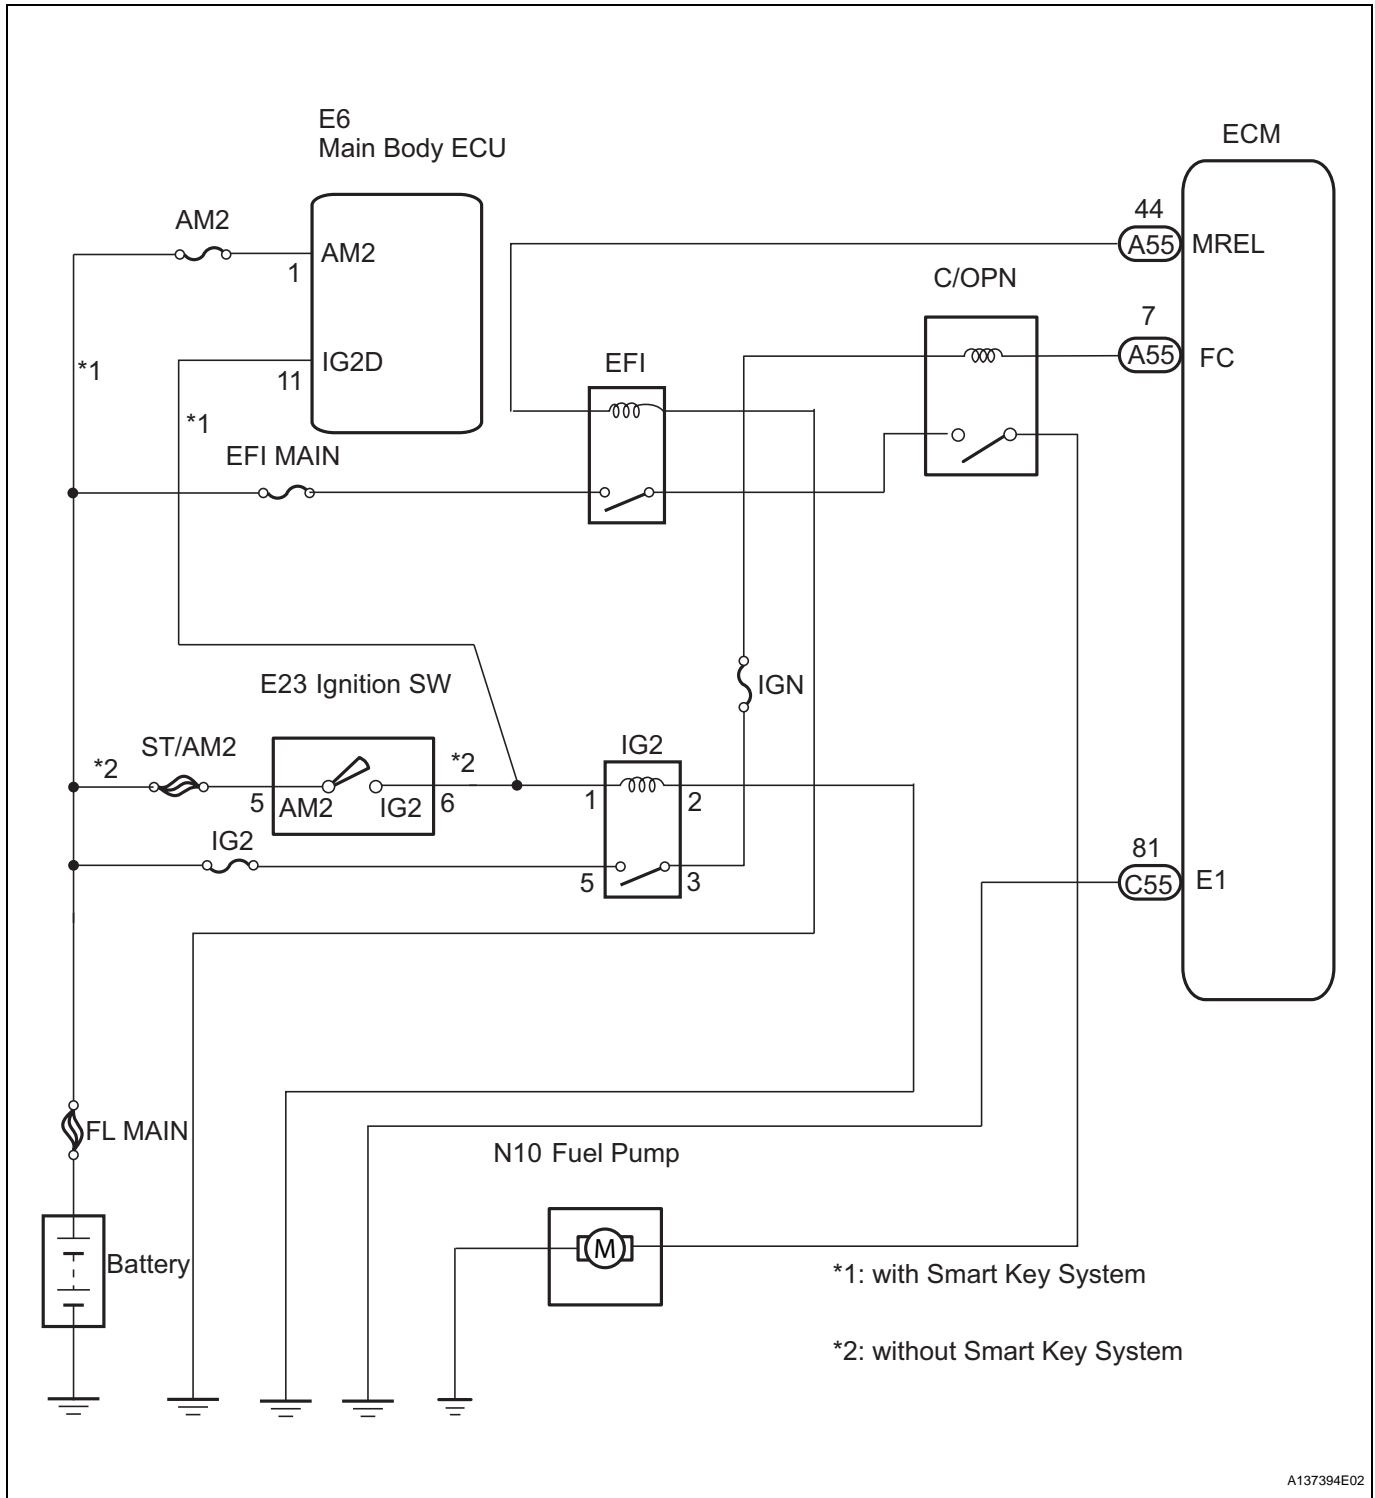 E6
Main Body ECU
ECM
AM2
44
AM2
A55
MREL
1
C/OPN
7
EFI
IG2D
A55
FC
*1
11
*1
EFI MAIN
E23 Ignition SW
IGN
ST/AM2
IG2
*2
*2
5
AM2
IG2
6
1
2
IG2
81
5
3
C55
E1
FL MAIN
N10 Fuel Pump
M
Battery
*1: with Smart Key System
*2: without Smart Key System
A137394E02